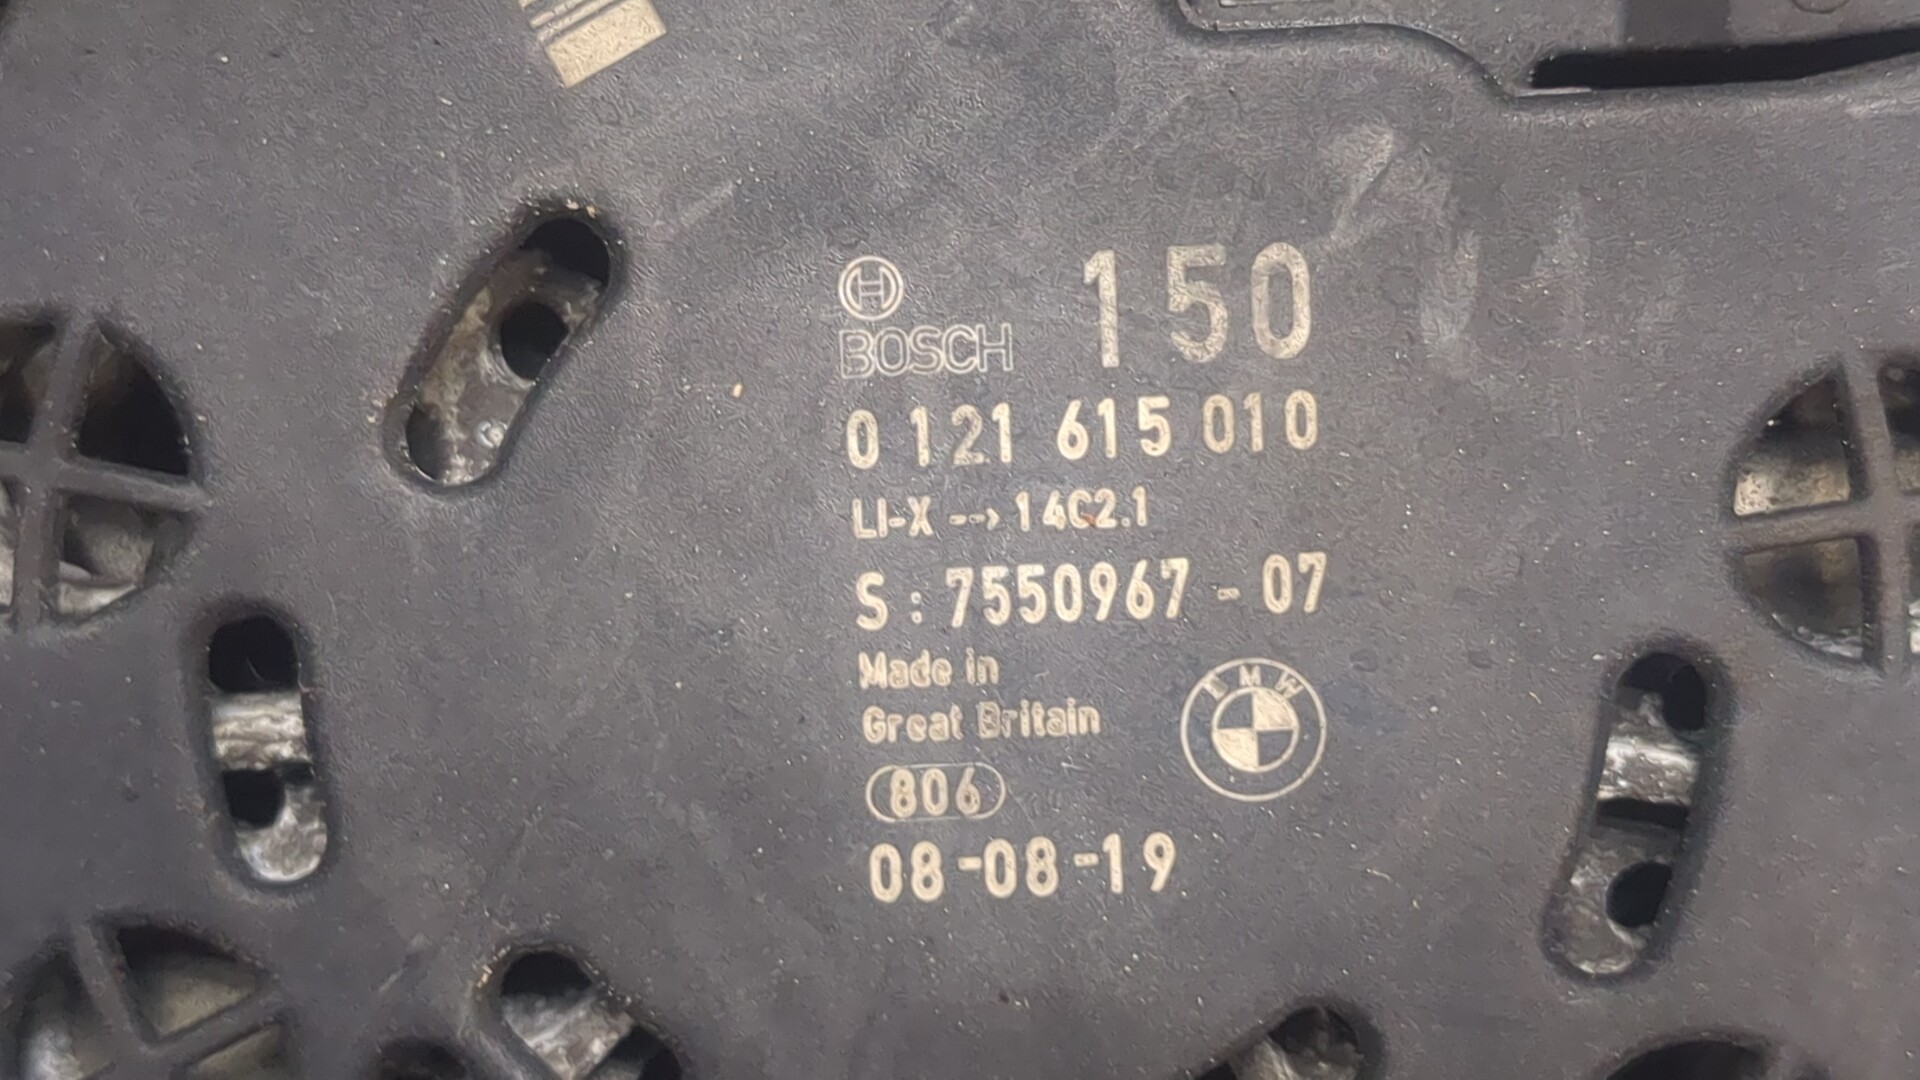 BOSCH 150
0 121 615 010
LI-X --> 14C2.1
S : 7550967 - 07
Made in
Great Britain
BMW
806
08-08-19